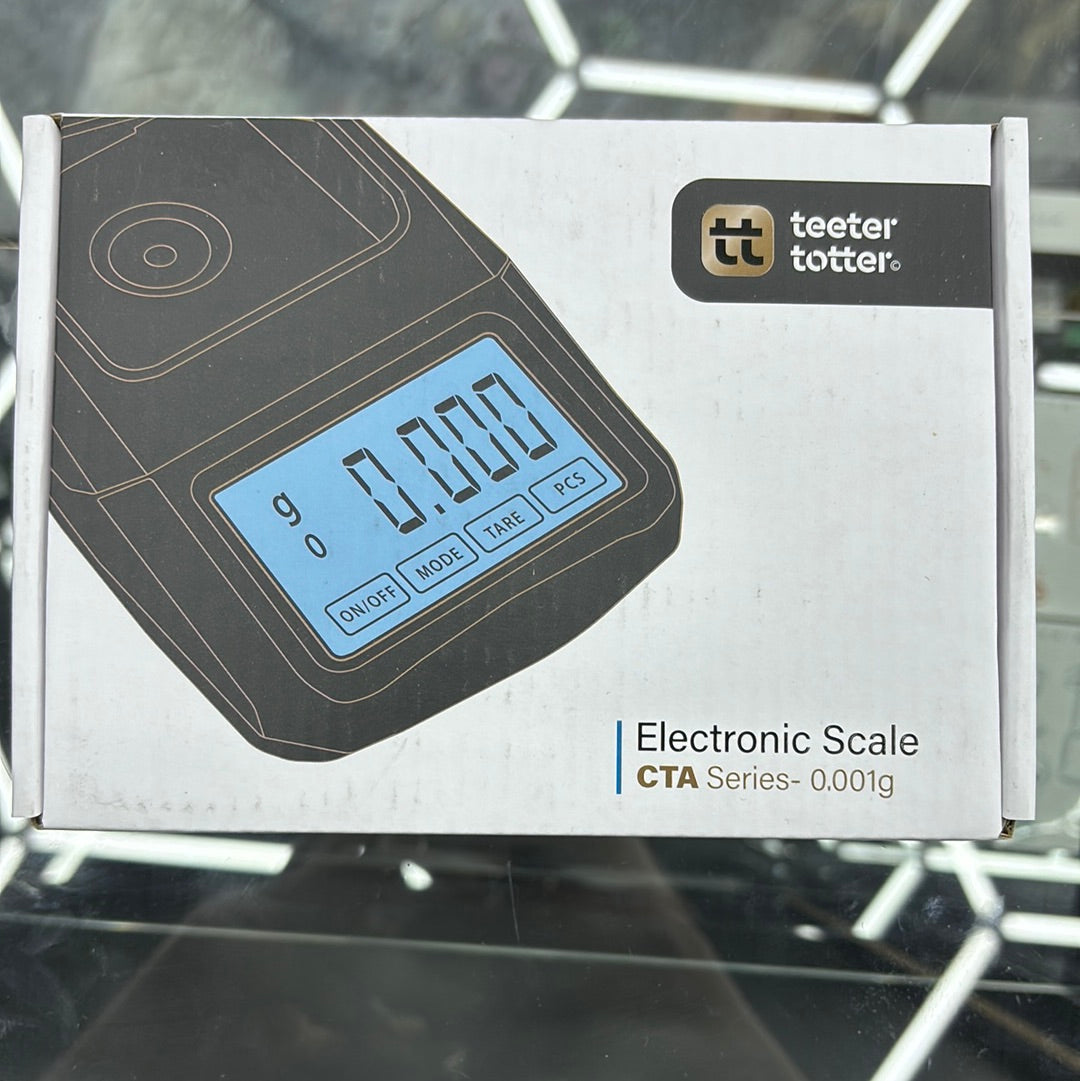 tt
teeter
totter©
0.000
g
0
ON/OFF
MODE
TARE
PCS
Electronic Scale
CTA Series- 0.001g